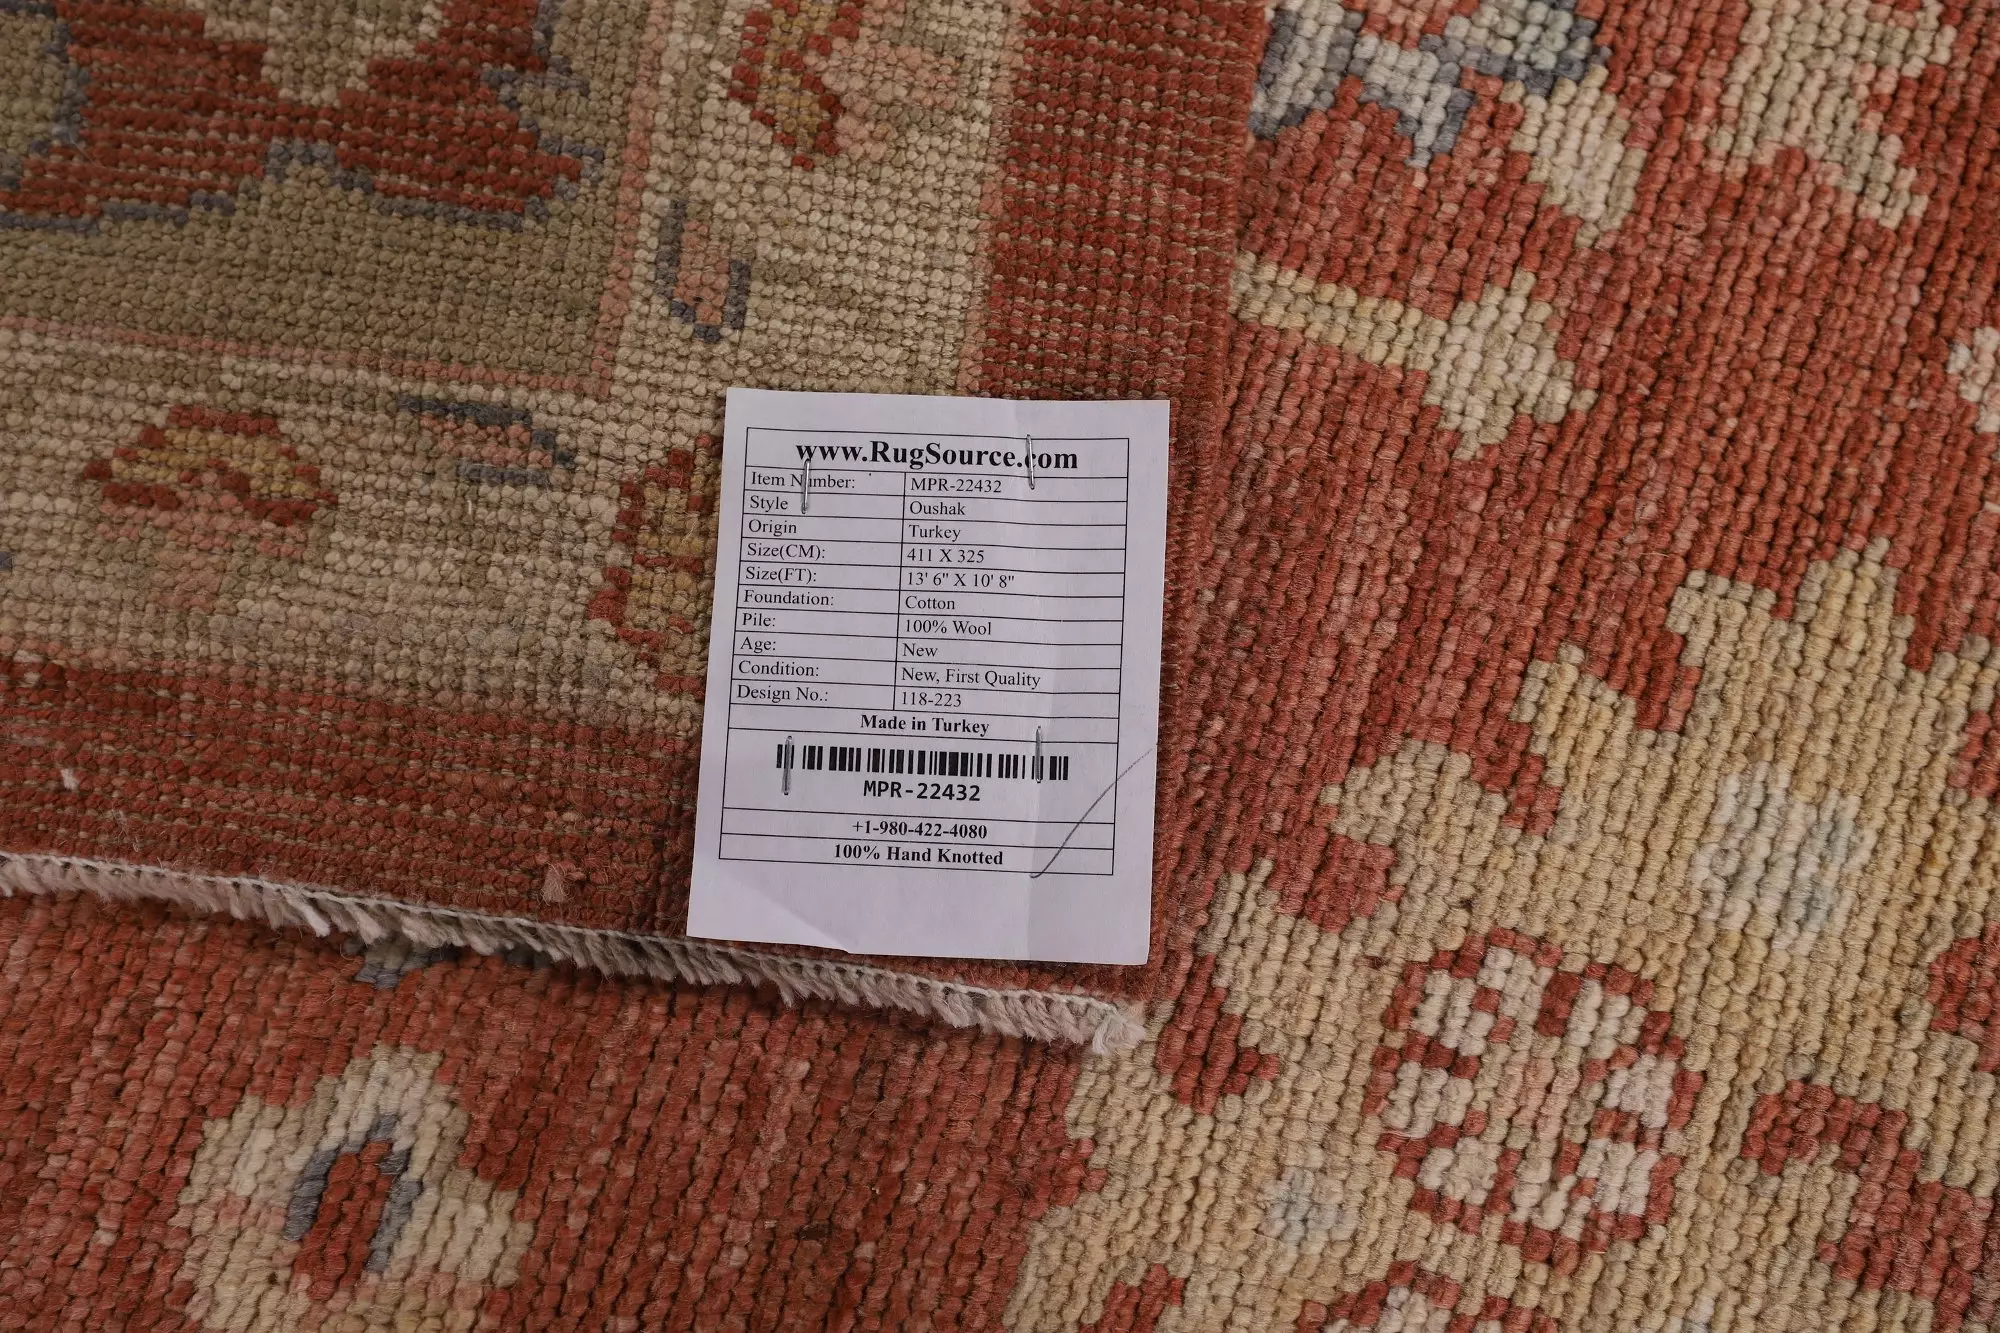 www.RugSource.com
Item Number: MPR-22432
Style Oushak
Origin Turkey
Size(CM): 411 X 325
Size(FT): 13' 6" X 10' 8"
Foundation: Cotton
Pile: 100% Wool
Age: New
Condition: New, First Quality
Design No.: 118-223
Made in Turkey
MPR-22432
+1-980-422-4080
100% Hand Knotted